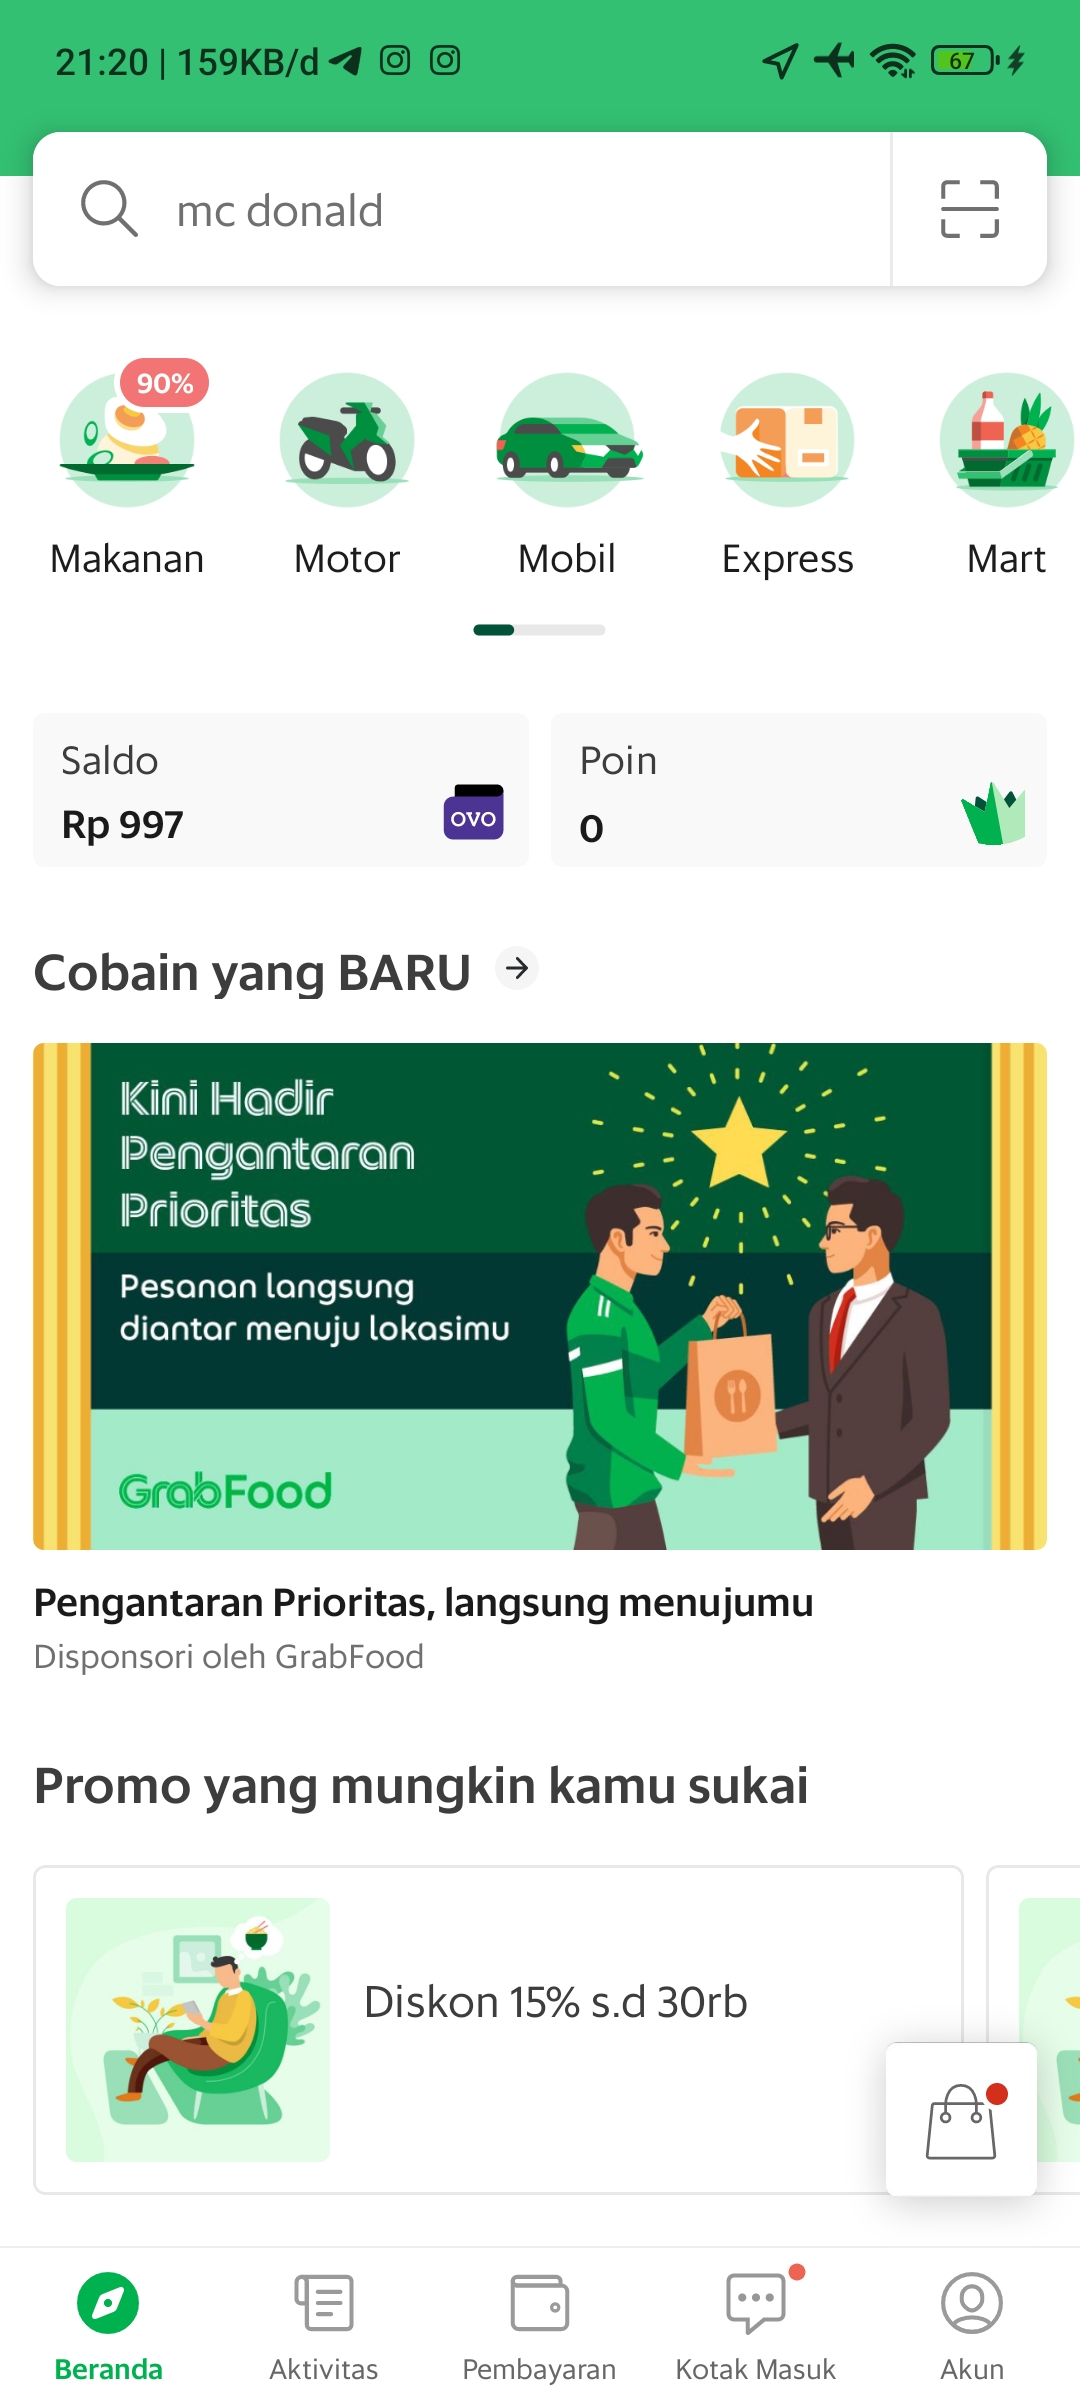 21:20 | 159KB/d
67
mc donald
90%
Makanan
Motor
Mobil
Express
Mart
Saldo
Rp 997
OVO
Poin
0
Cobain yang BARU
Kini Hadir
Pengantaran
Prioritas
Pesanan langsung
diantar menuju lokasimu
GrabFood
Pengantaran Prioritas, langsung menujumu
Disponsori oleh GrabFood
Promo yang mungkin kamu sukai
Diskon 15% s.d 30rb
Beranda
Aktivitas
Pembayaran
Kotak Masuk
Akun